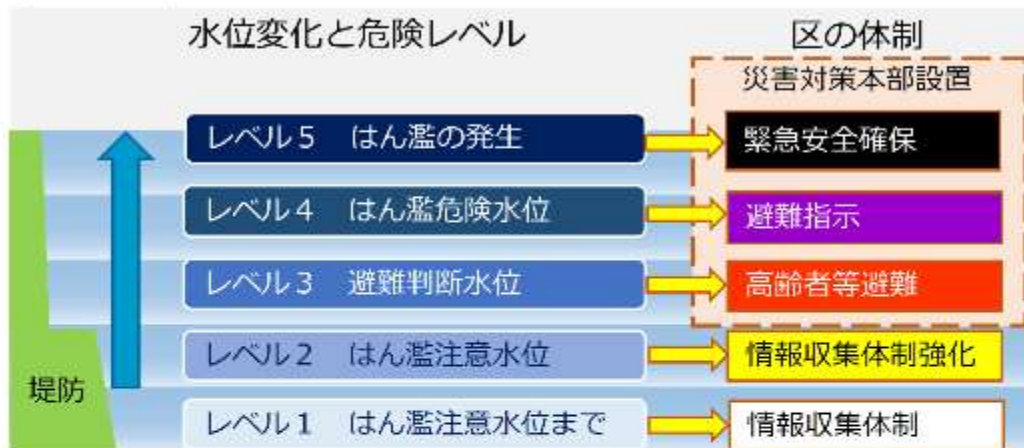 水位変化と危険レベル
区の体制
災害対策本部設置
レベル5 はん濫の発生
緊急安全確保
レベル4 はん濫危険水位
避難指示
レベル3 避難判断水位
高齢者等避難
レベル2 はん濫注意水位
情報収集体制強化
堤防
レベル1 はん濫注意水位まで
情報収集体制